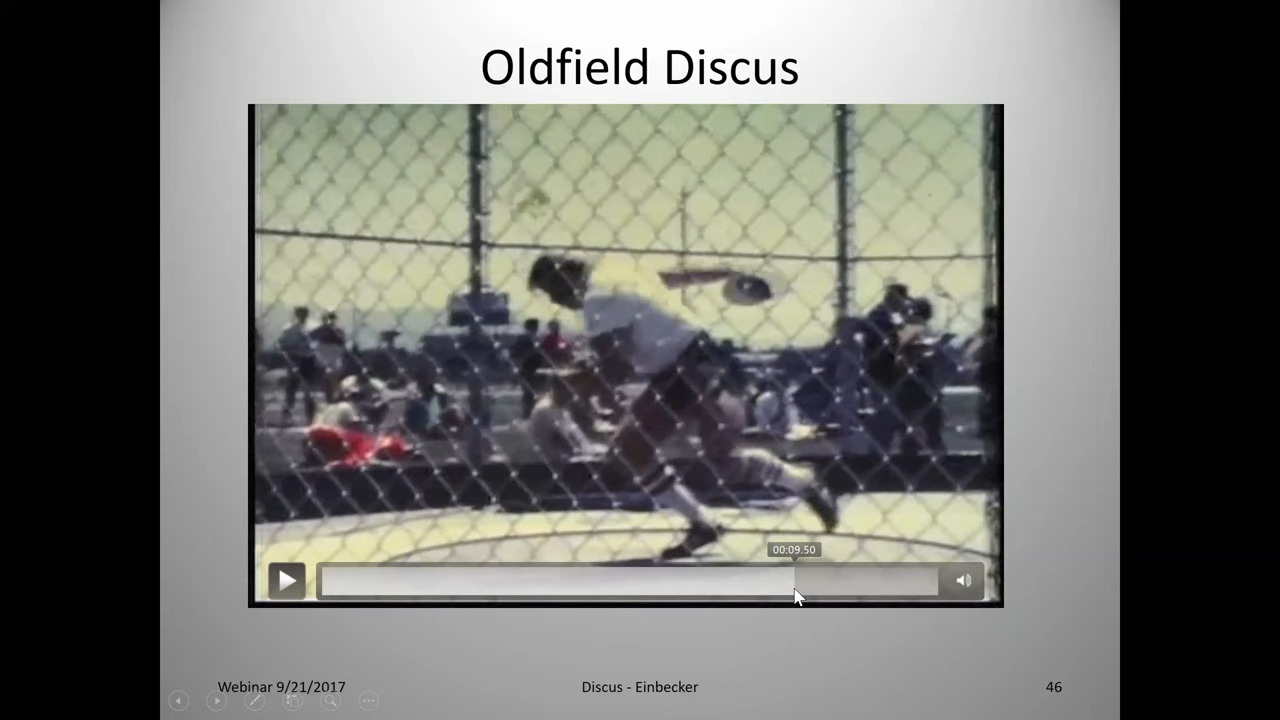 Oldfield Discus
00:09.50
Webinar 9/21/2017
Discus - Einbecker
46